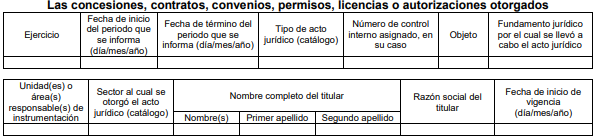 Las concesiones, contratos, convenios, permisos, licencias o autorizaciones otorgados
Ejercicio
Fecha de inicio
del periodo que
se informa
(día/mes/año)
Fecha de término del
periodo que se
informa (día/mes/año)
Tipo de acto
jurídico (catálogo)
Número de control
interno asignado, en
su caso
Objeto
Fundamento jurídico
por el cual se llevó a
cabo el acto jurídico
Unidad(es) o
área(s)
responsable(s) de
instrumentación
Sector al cual se
otorgó el acto
jurídico (catálogo)
Nombre completo del titular
Nombre(s)
Primer apellido
Segundo apellido
Razón social del
titular
Fecha de inicio de
vigencia
(día/mes/año)